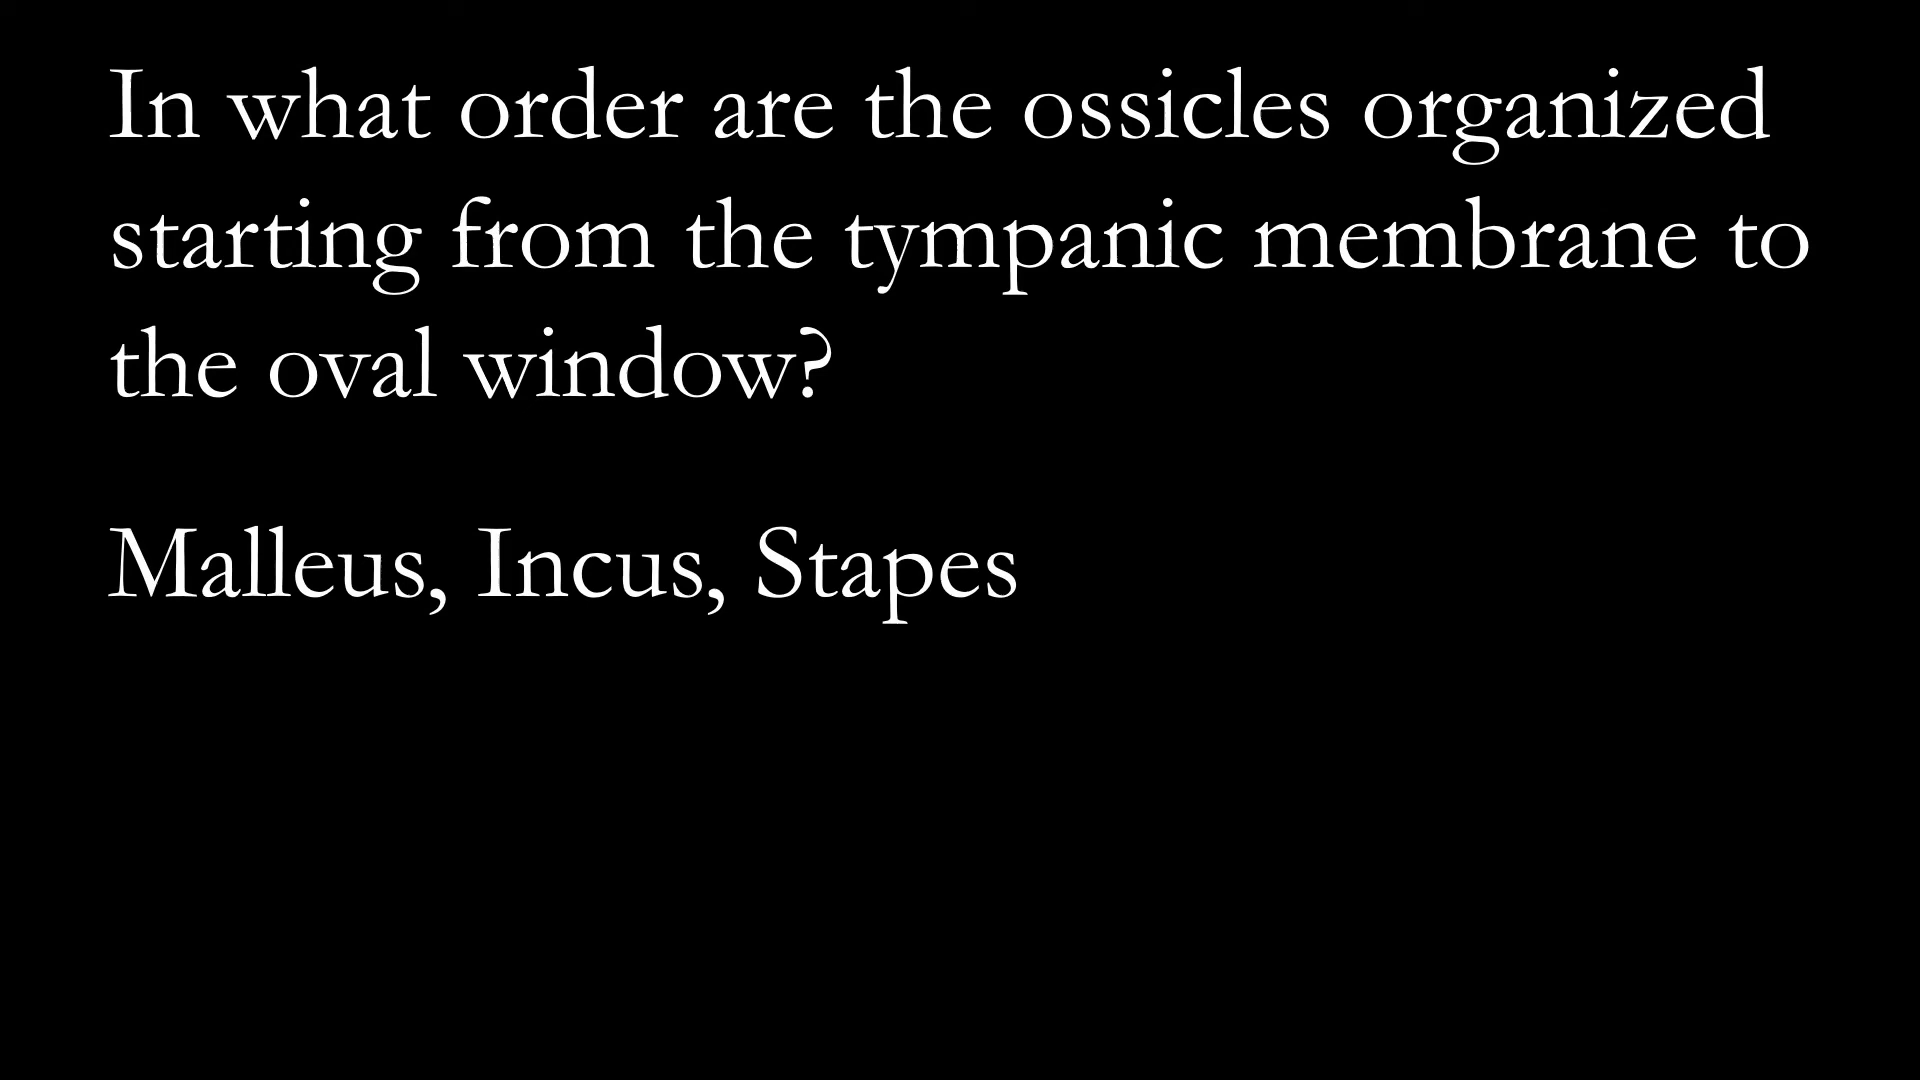 In what order are the ossicles organized
starting from the tympanic membrane to
the oval window?
Malleus, Incus, Stapes